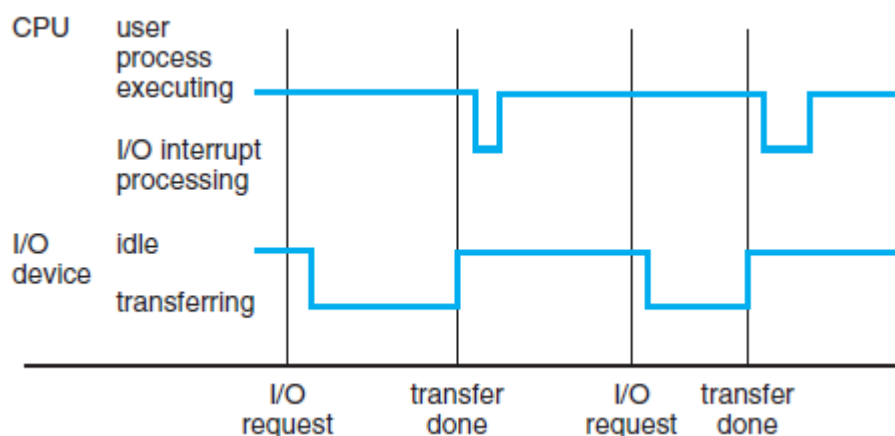 CPU user
process
executing
I/O interrupt
processing
I/O idle
device
transferring
I/O transfer I/O transfer
request done request done